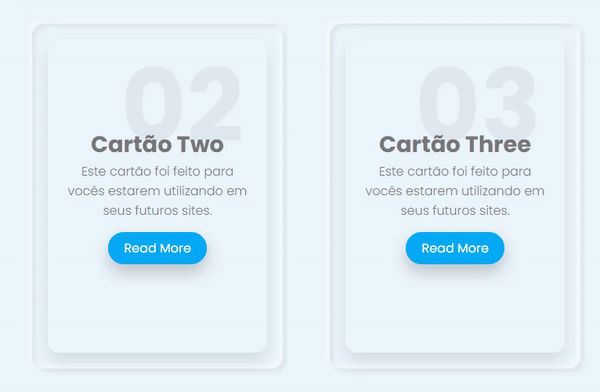 02
Cartão Two
Este cartão foi feito para
vocês estarem utilizando em
seus futuros sites.
Read More
03
Cartão Three
Este cartão foi feito para
vocês estarem utilizando em
seus futuros sites.
Read More